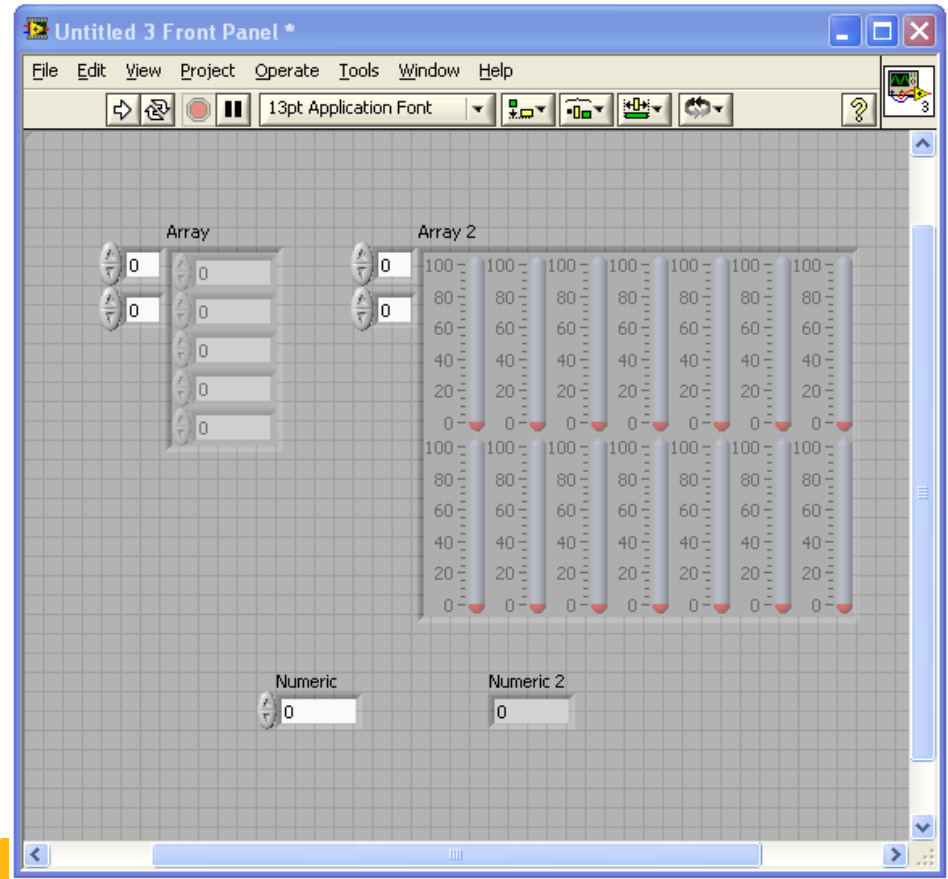 Untitled 3 Front Panel *
File Edit View Project Operate Tools Window Help
13pt Application Font
3
Array Array 2
0 0 0 100 100 100 100 100 100 100
0 0 0 80 80 80 80 80 80 80
0 60 60 60 60 60 60 60
0 40 40 40 40 40 40 40
0 20 20 20 20 20 20 20
0 0 0 0 0 0 0
100 100 100 100 100 100 100
80 80 80 80 80 80 80
60 60 60 60 60 60 60
40 40 40 40 40 40 40
20 20 20 20 20 20 20
0 0 0 0 0 0 0
Numeric Numeric 2
0 0